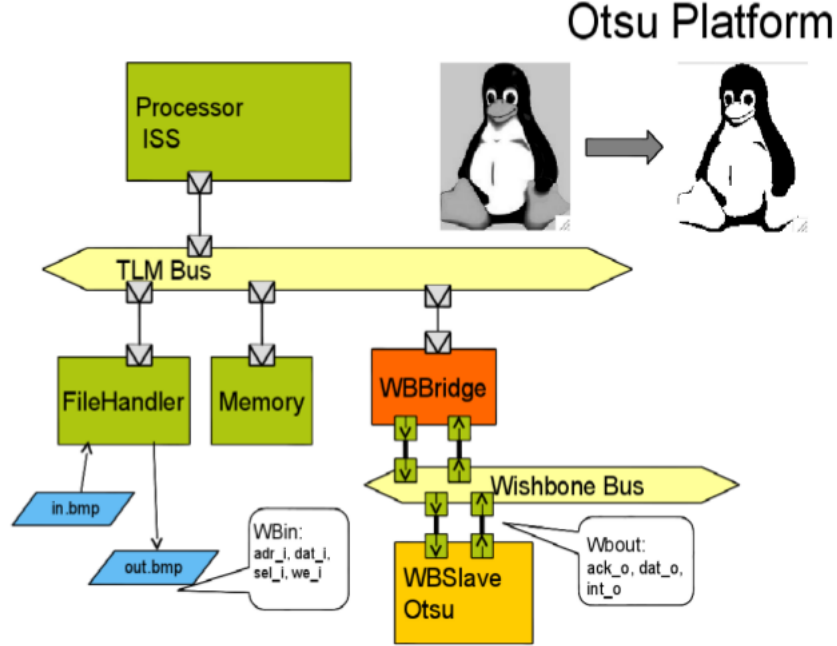 Otsu Platform
Processor
ISS
TLM Bus
FileHandler
Memory
WBBridge
Wishbone Bus
in.bmp
out.bmp
WBin:
adr_i, dat_i,
sel_i, we_i
WBSlave
Otsu
Wbout:
ack_o, dat_o,
int_o